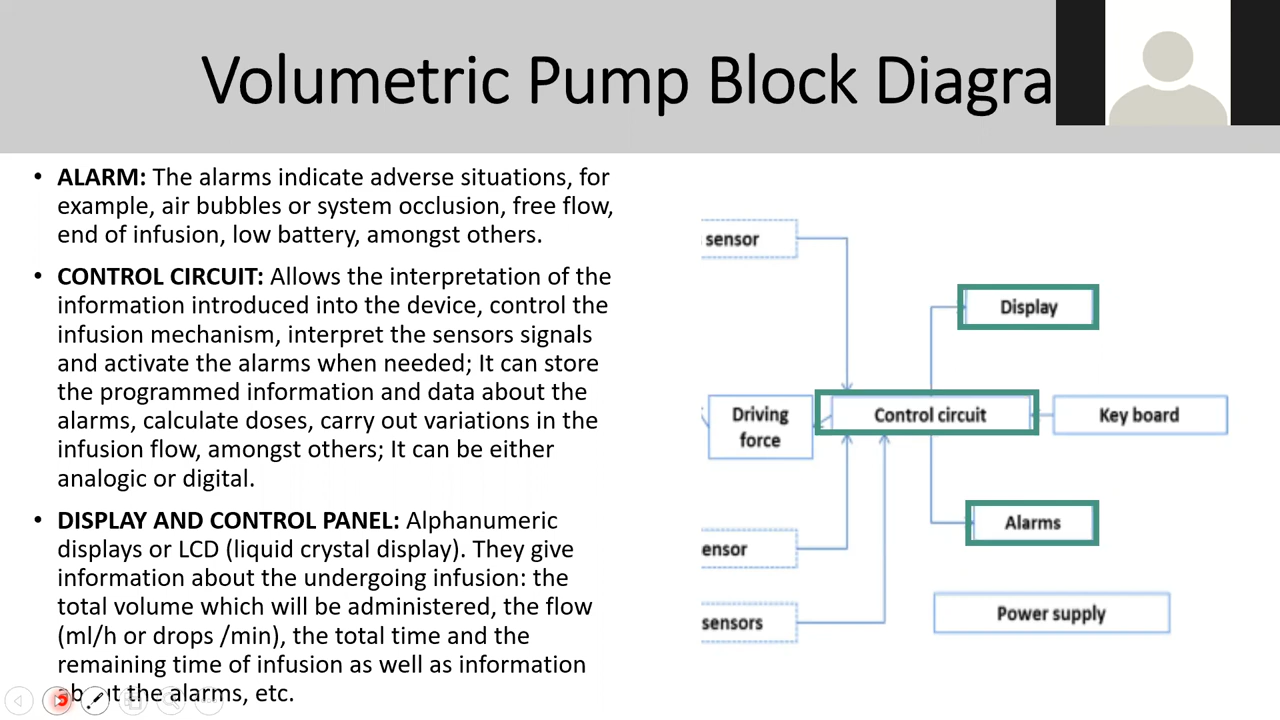 Volumetric Pump Block Diagra
• ALARM: The alarms indicate adverse situations, for
example, air bubbles or system occlusion, free flow,
end of infusion, low battery, amongst others.
• CONTROL CIRCUIT: Allows the interpretation of the
information introduced into the device, control the
infusion mechanism, interpret the sensors signals
and activate the alarms when needed; It can store
the programmed information and data about the
alarms, calculate doses, carry out variations in the
infusion flow, amongst others; It can be either
analogic or digital.
• DISPLAY AND CONTROL PANEL: Alphanumeric
displays or LCD (liquid crystal display). They give
information about the undergoing infusion: the
total volume which will be administered, the flow
(ml/h or drops /min), the total time and the
remaining time of infusion as well as information
the alarms, etc.
sensor
Display
Driving
force
Control circuit
Key board
Alarms
ensor
sensors
Power supply